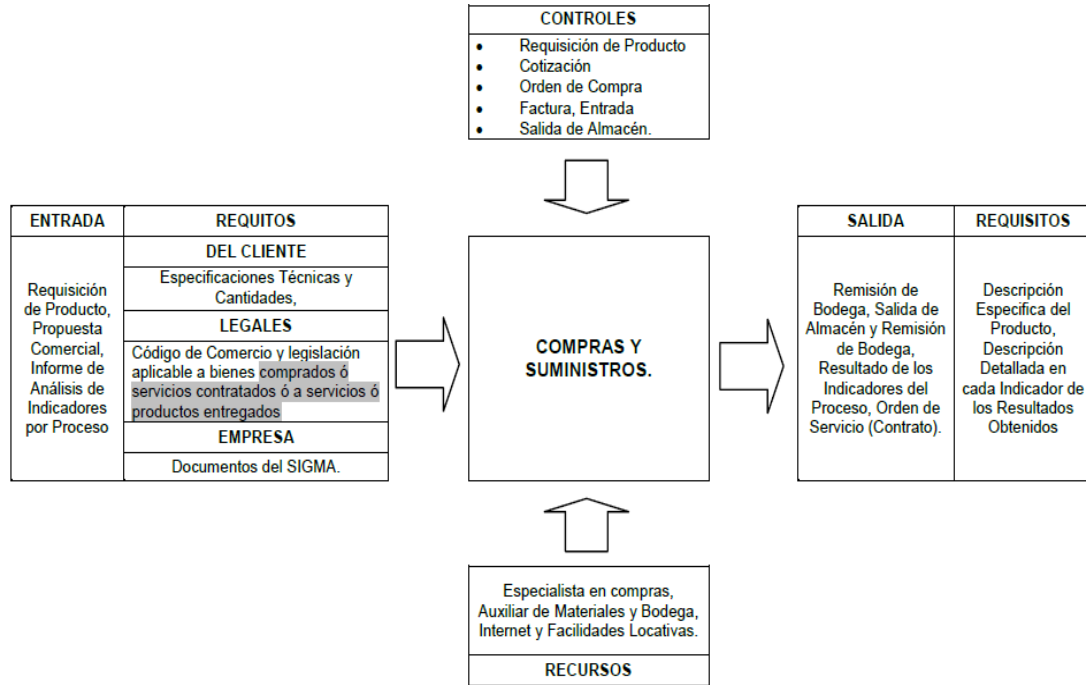 CONTROLES
• Requisición de Producto
• Cotización
• Orden de Compra
• Factura, Entrada
• Salida de Almacén.
ENTRADA
Requisición
de Producto,
Propuesta
Comercial,
Informe de
Análisis de
Indicadores
por Proceso
REQUITOS
DEL CLIENTE
Especificaciones Técnicas y
Cantidades,
LEGALES
Código de Comercio y legislación
aplicable a bienes comprados ó
servicios contratados ó a servicios ó
productos entregados
EMPRESA
Documentos del SIGMA.
COMPRAS Y
SUMINISTROS.
SALIDA
Remisión de
Bodega, Salida de
Almacén y Remisión
de Bodega,
Resultado de los
Indicadores del
Proceso, Orden de
Servicio (Contrato).
REQUISITOS
Descripción
Especifica del
Producto,
Descripción
Detallada en
cada Indicador de
los Resultados
Obtenidos
Especialista en compras,
Auxiliar de Materiales y Bodega,
Internet y Facilidades Locativas.
RECURSOS